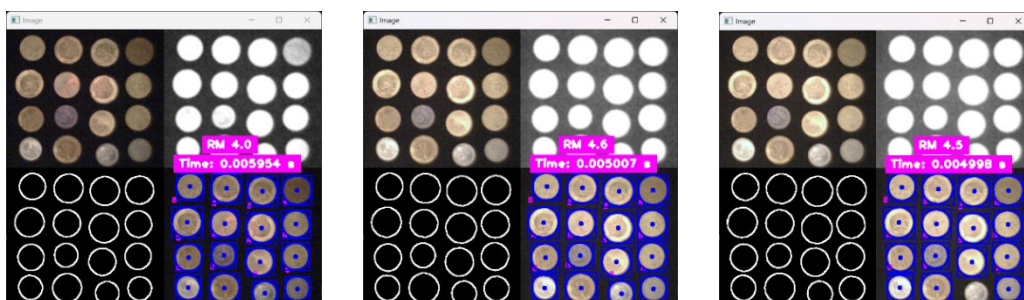 Image
RM 4.0
Time: 0.005954 s
Image
RM 4.6
Time: 0.005007 s
Image
RM 4.5
Time: 0.004998 s